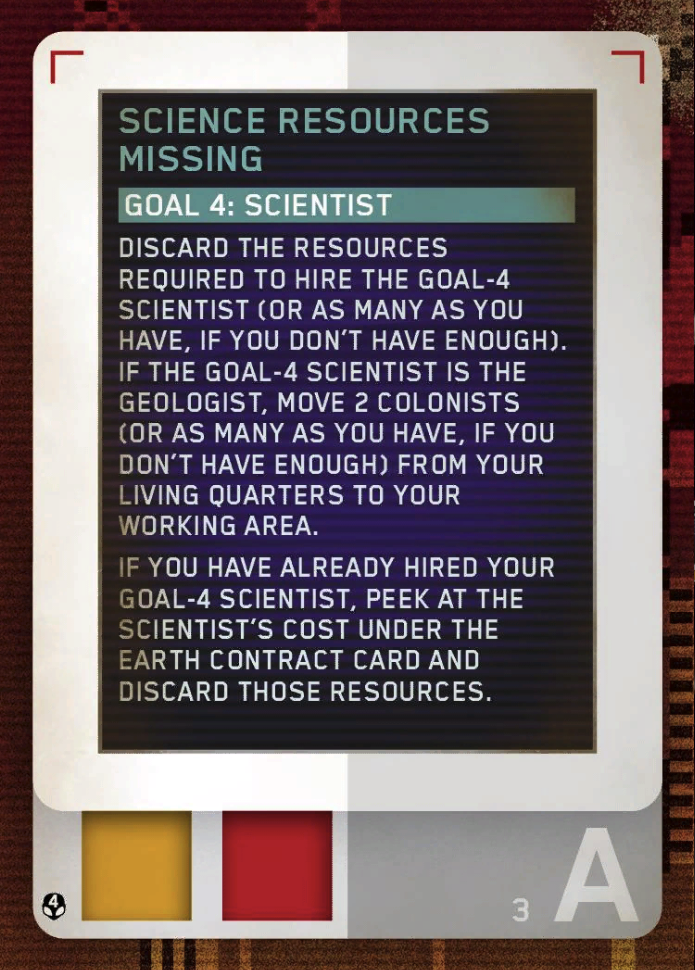 SCIENCE RESOURCES
MISSING
GOAL 4: SCIENTIST
DISCARD THE RESOURCES
REQUIRED TO HIRE THE GOAL-4
SCIENTIST (OR AS MANY AS YOU
HAVE, IF YOU DON'T HAVE ENOUGH).
IF THE GOAL-4 SCIENTIST IS THE
GEOLOGIST, MOVE 2 COLONISTS
(OR AS MANY AS YOU HAVE, IF YOU
DON'T HAVE ENOUGH) FROM YOUR
LIVING QUARTERS TO YOUR
WORKING AREA.
IF YOU HAVE ALREADY HIRED YOUR
GOAL-4 SCIENTIST, PEEK AT THE
SCIENTIST'S COST UNDER THE
EARTH CONTRACT CARD AND
DISCARD THOSE RESOURCES.
4
3
A